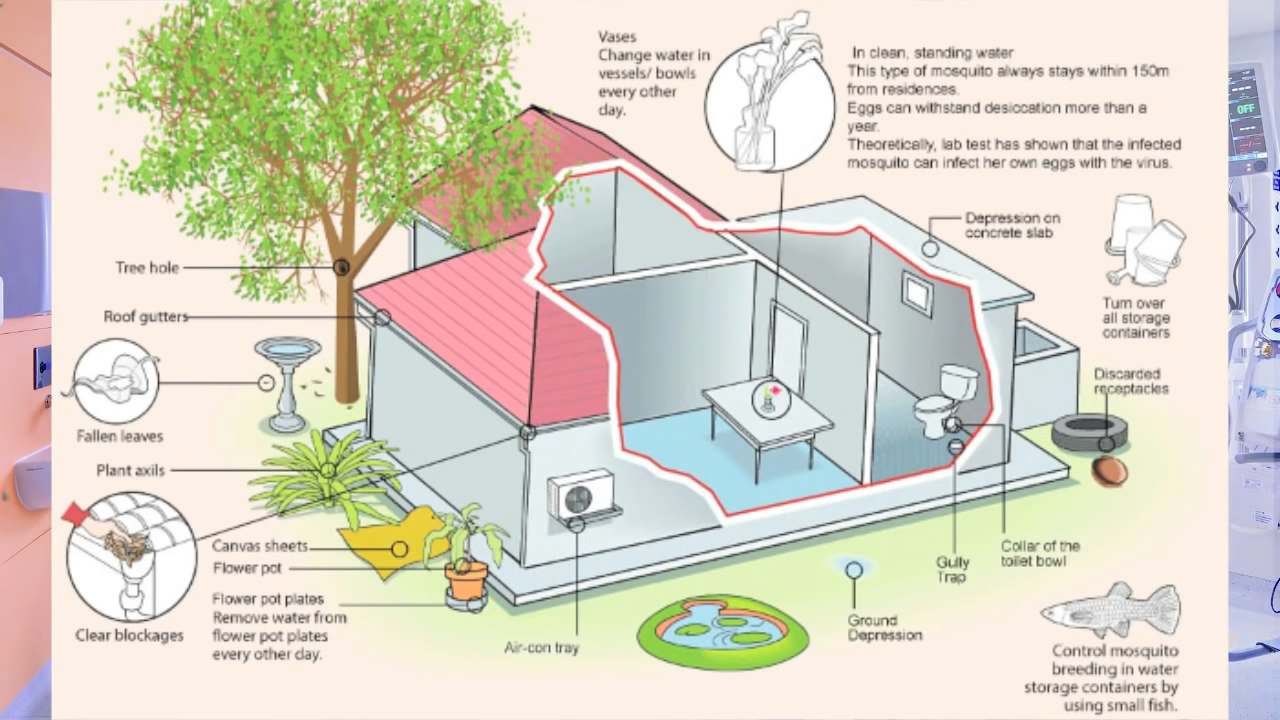 Vases
Change water in
vessels/ bowls
every other
day.
In clean, standing water
This type of mosquito always stays within 150m
from residences.
Eggs can withstand desiccation more than a
year.
Theoretically, lab test has shown that the infected
mosquito can infect her own eggs with the virus.
OFF
Depression on
concrete slab
Tree hole
Roof gutters
Turn over
all storage
containers
Discarded
receptacles
Fallen leaves
Plant axils
Canvas sheets
Flower pot
Flower pot plates
Remove water from
flower pot plates
every other day.
Clear blockages
Air-con tray
Gully
Trap
Collar of the
toilet bowl
Ground
Depression
Control mosquito
breeding in water
storage containers by
using small fish.